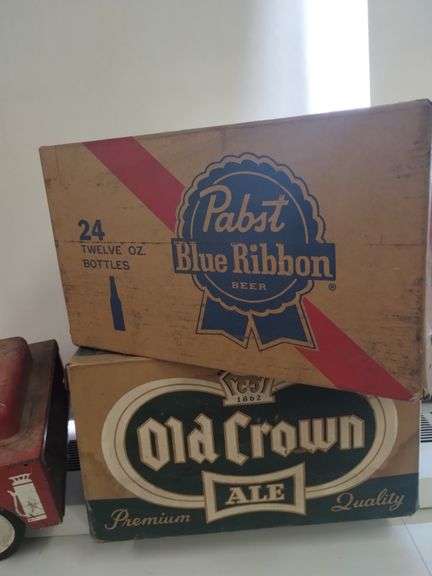 Pabst
Blue Ribbon
BEER
®
24
TWELVE OZ.
BOTTLES
1862
Old Crown
ALE
Premium Quality